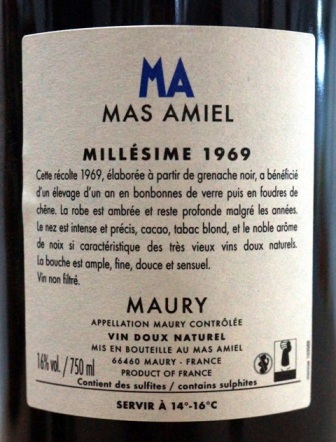 MA
MAS AMIEL
MILLÉSIME 1969
Cette récolte 1969, élaborée à partir de grenache noir, a bénéficié
d'un élevage d'un an en bonbonnes de verre puis en foudres de
chêne. La robe est ambrée et reste profonde malgré les années.
Le nez est intense et précis, cacao, tabac blond, et le noble arôme
de noix si caractéristique des très vieux vins doux naturels.
La bouche est ample, fine, douce et sensuel.
Vin non filtré.
MAURY
APPELLATION MAURY CONTRÔLÉE
VIN DOUX NATUREL
MIS EN BOUTEILLE AU MAS AMIEL
66460 MAURY - FRANCE
16% vol. / 750 ml
PRODUCT OF FRANCE
Contient des sulfites / contains sulphites
SERVIR À 14°-16°C